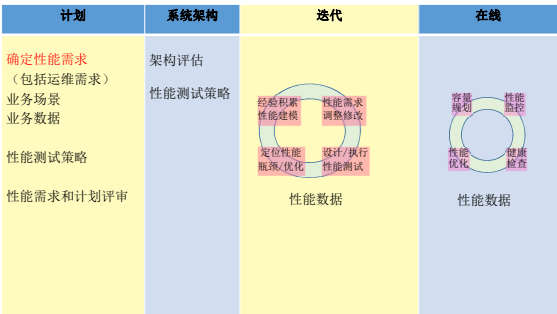 计划
系统架构
迭代
在线
确定性能需求
（包括运维需求）
业务场景
业务数据
性能测试策略
性能需求和计划评审
架构评估
性能测试策略
经验积累
性能建模
性能需求
调整修改
定位性能
瓶颈/优化
设计/执行
性能测试
性能数据
容量
规划
性能
监控
性能
优化
健康
检查
性能数据